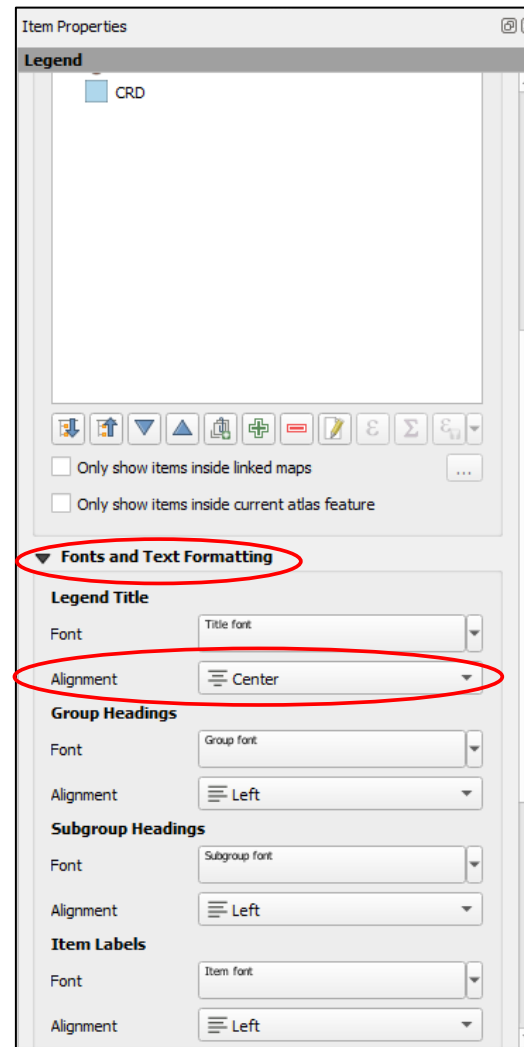 Item Properties
Legend
CRD
ε Σ ε
Only show items inside linked maps ...
Only show items inside current atlas feature
Fonts and Text Formatting
Legend Title
Font Title font
Alignment Center
Group Headings
Font Group font
Alignment Left
Subgroup Headings
Font Subgroup font
Alignment Left
Item Labels
Font Item font
Alignment Left